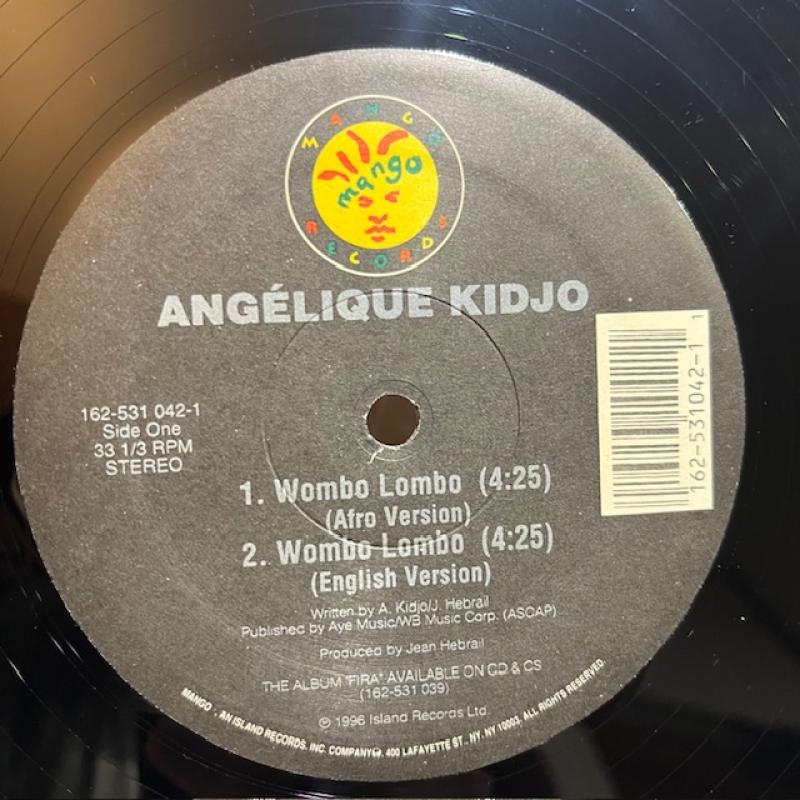 MANGO
mango
RECORDS
ANGÉLIQUE KIDJO
162-531 042-1
Side One
33 1/3 RPM
STEREO
162-531042-1 1
1. Wombo Lombo (4:25)
(Afro Version)
2. Wombo Lombo (4:25)
(English Version)
Written by A. Kidjo/J. Hebrail
Published by Aye Music/WB Music Corp. (ASCAP)
Produced by Jean Hebrail
THE ALBUM "FIRA" AVAILABLE ON CD & CS
(162-531 039)
℗ 1996 Island Records Ltd.
MANGO . AN ISLAND RECORDS, INC. COMPANY. 400 LAFAYETTE ST., NY, NY 10003. ALL RIGHTS RESERVED.